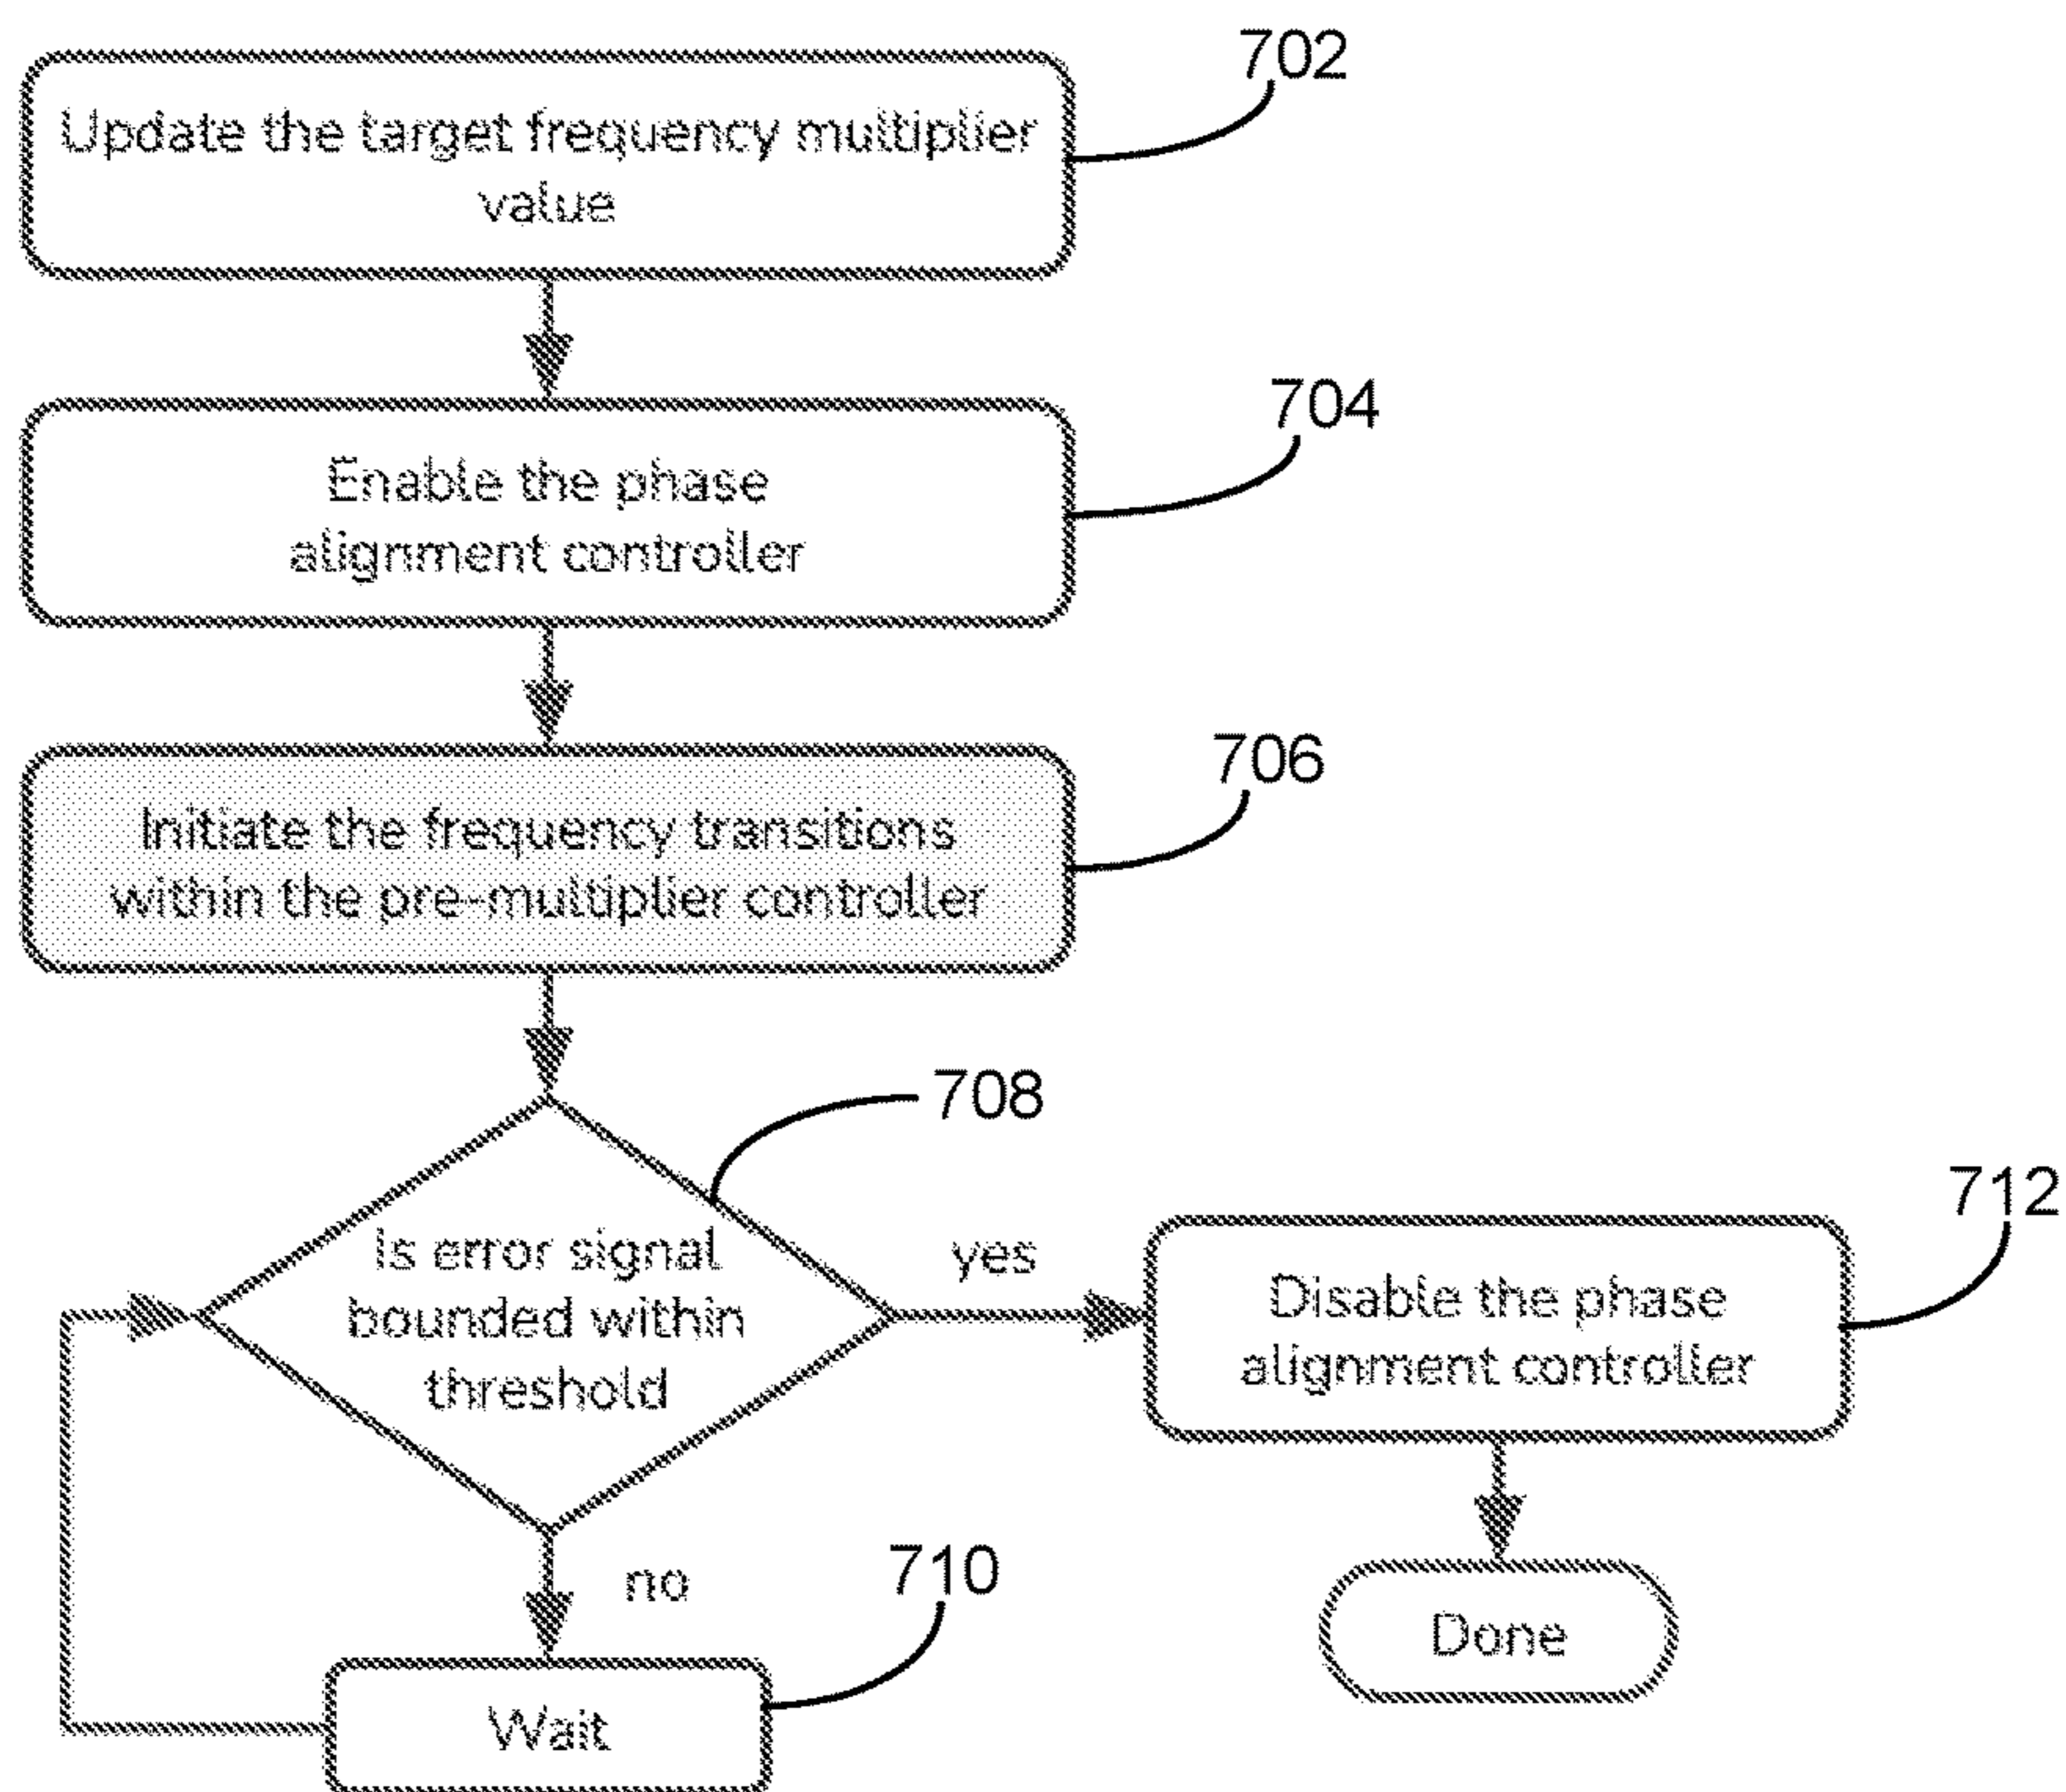 702
Update the target frequency multiplier
value
704
Enable the phase
alignment controller
706
Initiate the frequency transitions
within the pre-multiplier controller
708
Is error signal
bounded within
threshold
yes
712
Disable the phase
alignment controller
no
710
Wait
Done